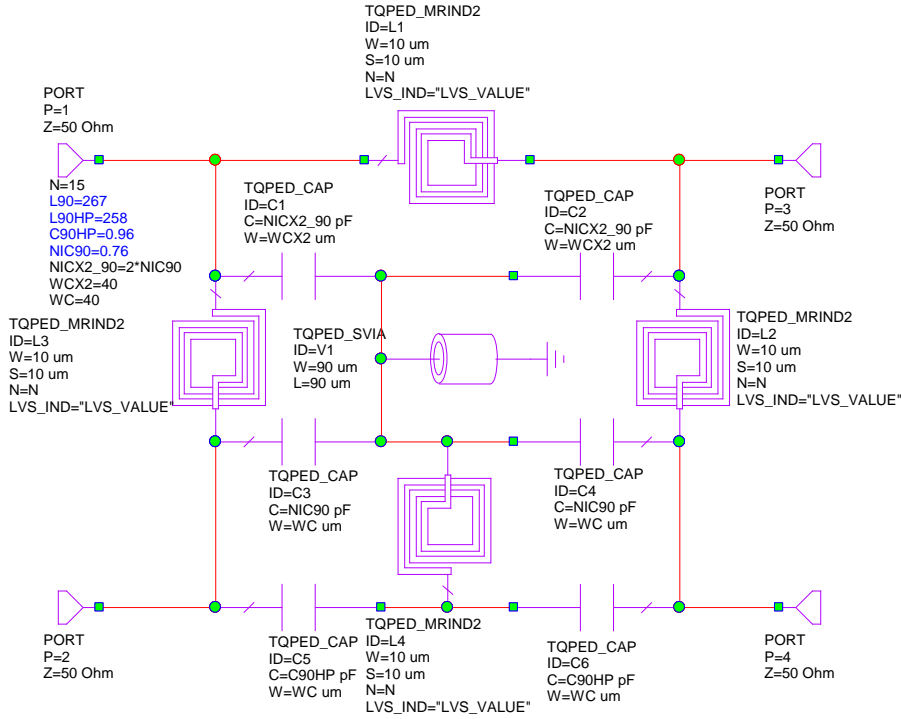 TQPED_MRIND2
ID=L1
W=10 um
S=10 um
N=N
LVS_IND="LVS_VALUE"
PORT
P=1
Z=50 Ohm
N=15
L90=267
L90HP=258
C90HP=0.96
NIC90=0.76
NICX2_90=2*NIC90
WCX2=40
WC=40
TQPED_CAP
ID=C1
C=NICX2_90 pF
W=WCX2 um
TQPED_CAP
ID=C2
C=NICX2_90 pF
W=WCX2 um
PORT
P=3
Z=50 Ohm
TQPED_MRIND2
ID=L3
W=10 um
S=10 um
N=N
LVS_IND="LVS_VALUE"
TQPED_SVIA
ID=V1
W=90 um
L=90 um
TQPED_MRIND2
ID=L2
W=10 um
S=10 um
N=N
LVS_IND="LVS_VALUE"
TQPED_CAP
ID=C3
C=NIC90 pF
W=WC um
TQPED_CAP
ID=C4
C=NIC90 pF
W=WC um
PORT
P=2
Z=50 Ohm
TQPED_CAP
ID=C5
C=C90HP pF
W=WC um
TQPED_MRIND2
ID=L4
W=10 um
S=10 um
N=N
LVS_IND="LVS_VALUE"
TQPED_CAP
ID=C6
C=C90HP pF
W=WC um
PORT
P=4
Z=50 Ohm